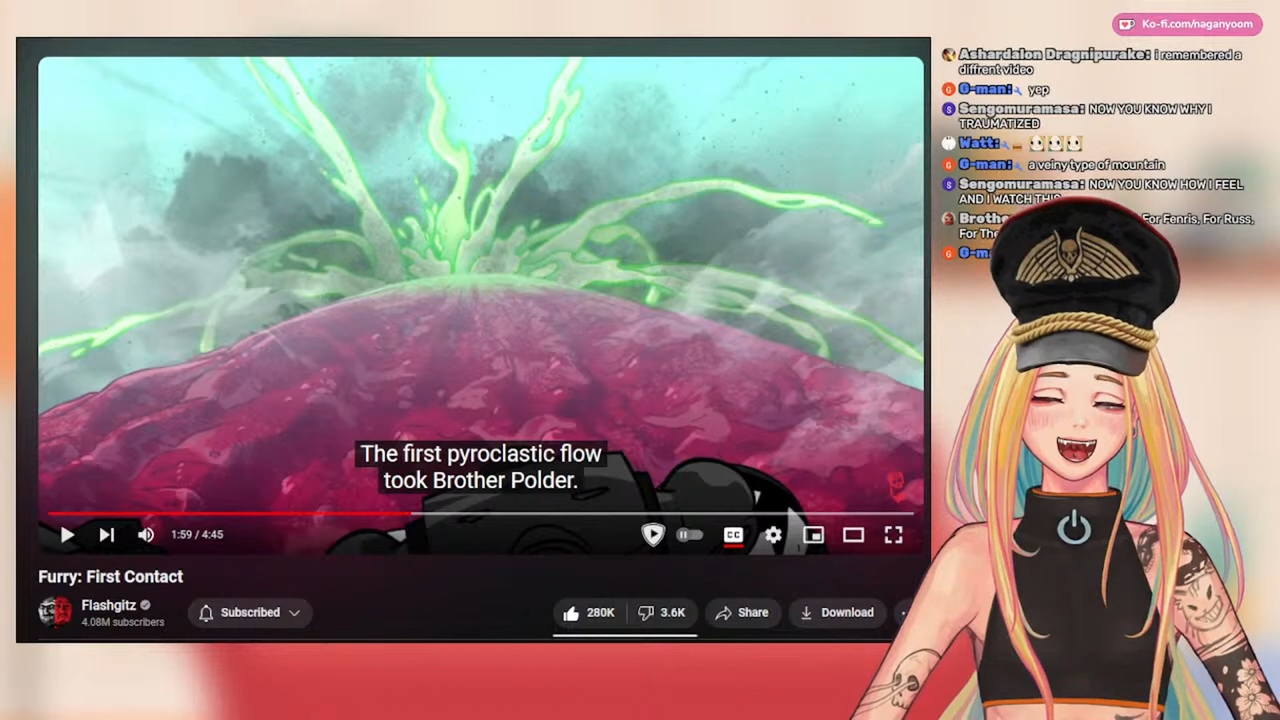 Ko-fi.com/naganyoom
Ashardalon Dragnipurake: i remembered a
diffrent video
G-man: yep
Sengomuramasa: NOW YOU KNOW WHY I
TRAUMATIZED
Watt:
G-man: a veiny type of mountain
Sengomuramasa: NOW YOU KNOW HOW I FEEL
AND I WATCH THIS
Brothe For Fenris, For Russ,
For The
G-m
The first pyroclastic flow
took Brother Polder.
1:59 / 4:45
CC
Furry: First Contact
Flashgitz
4.08M subscribers
Subscribed
280K
3.6K
Share
Download